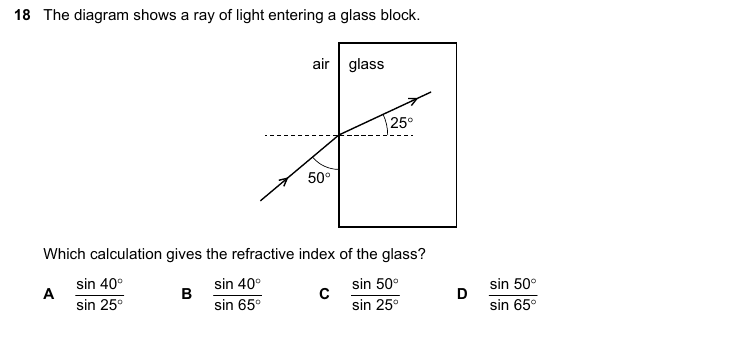 18 The diagram shows a ray of light entering a glass block.
air glass
25°
50°
Which calculation gives the refractive index of the glass?
A sin 40° / sin 25° B sin 40° / sin 65° C sin 50° / sin 25° D sin 50° / sin 65°